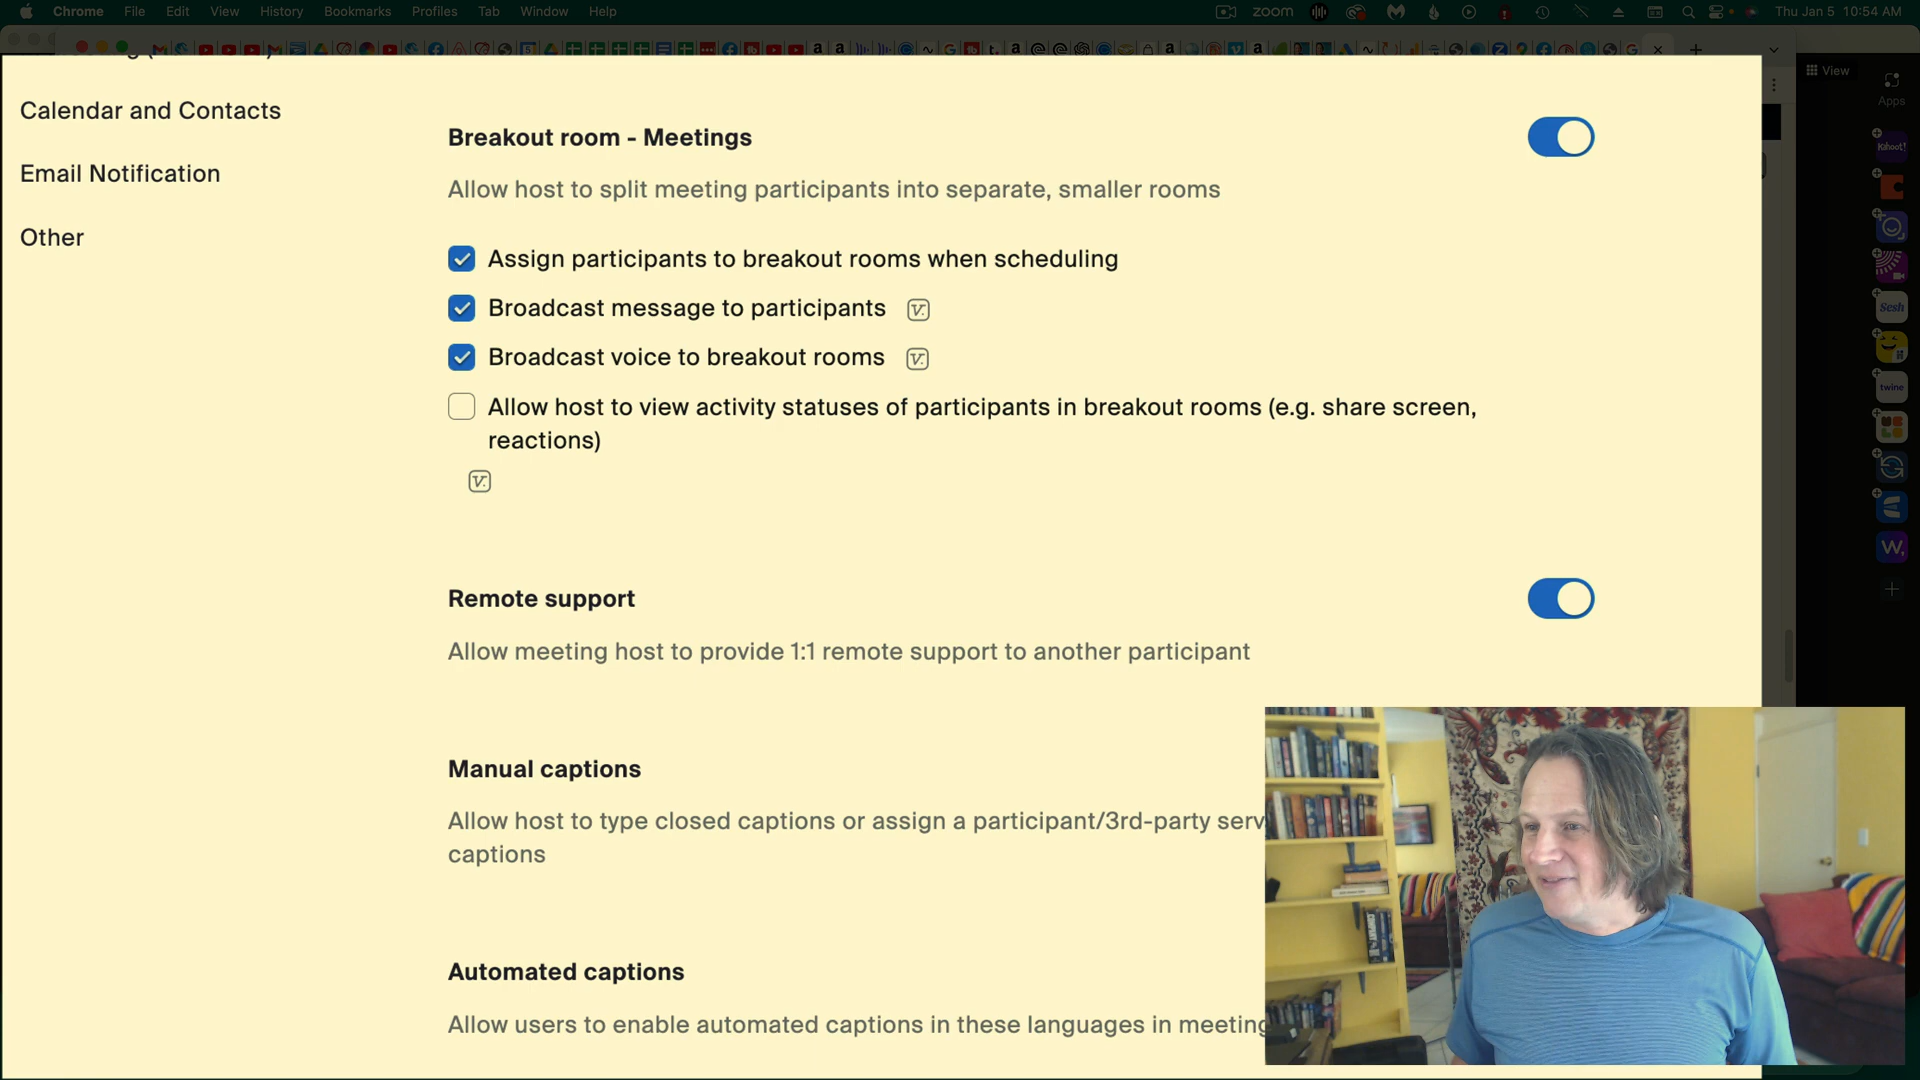 Chrome File Edit View History Bookmarks Profiles Tab Window Help
zoom
Thu Jan 5 10:54 AM
View
Apps
Calendar and Contacts
Email Notification
Other
Breakout room - Meetings
Allow host to split meeting participants into separate, smaller rooms
Assign participants to breakout rooms when scheduling
Broadcast message to participants
Broadcast voice to breakout rooms
Allow host to view activity statuses of participants in breakout rooms (e.g. share screen,
reactions)
Remote support
Allow meeting host to provide 1:1 remote support to another participant
Manual captions
Allow host to type closed captions or assign a participant/3rd-party serv
captions
Automated captions
Allow users to enable automated captions in these languages in meeting
Kahoot!
Sesh
twine
W,